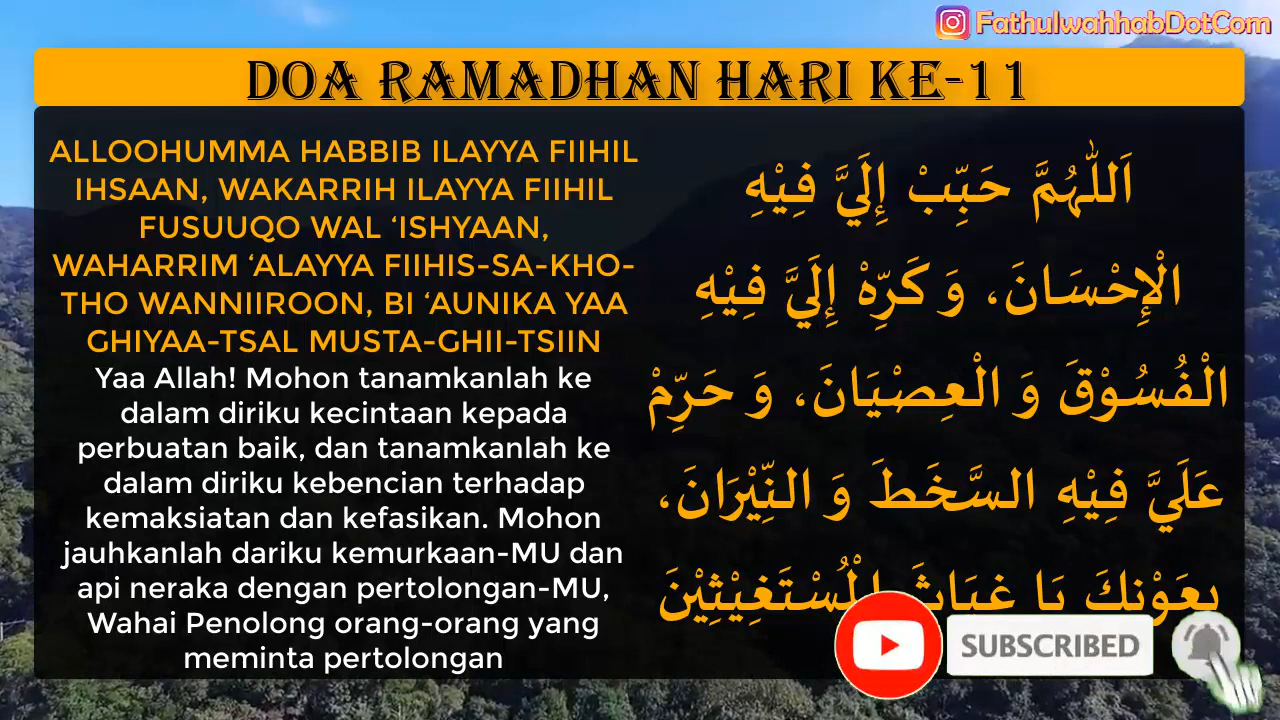 FathulwahhabDotCom
DOA RAMADHAN HARI KE-11
ALLOOHUMMA HABBIB ILAYYA FIIHIL
IHSAAN, WAKARRIH ILAYYA FIIHIL
FUSUUQO WAL ‘ISHYAAN,
WAHARRIM ‘ALAYYA FIIHIS-SA-KHO-
THO WANNIIROON, BI ‘AUNIKA YAA
GHIYAA-TSAL MUSTA-GHII-TSIIN
Yaa Allah! Mohon tanamkanlah ke
dalam diriku kecintaan kepada
perbuatan baik, dan tanamkanlah ke
dalam diriku kebencian terhadap
kemaksiatan dan kefasikan. Mohon
jauhkanlah dariku kemurkaan-MU dan
api neraka dengan pertolongan-MU,
Wahai Penolong orang-orang yang
meminta pertolongan
اَللّٰهُمَّ حَبِّبْ إِلَيَّ فِيْهِ
الْإِحْسَانَ، وَ كَرِّهْ إِلَيَّ فِيْهِ
الْفُسُوْقَ وَ الْعِصْيَانَ، وَ حَرِّمْ
عَلَيَّ فِيْهِ السَّخَطَ وَ النِّيْرَانَ،
بِعَوْنِكَ يَا غِيَاثَ الْمُسْتَغِيْثِيْنَ
SUBSCRIBED